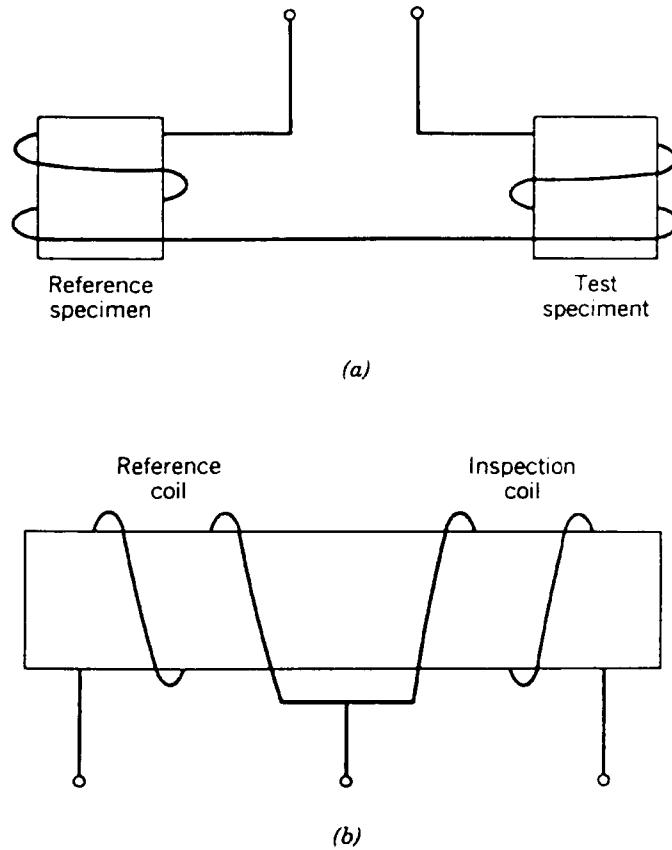 Reference
specimen
Test
speciment
(a)
Reference
coil
Inspection
coil
(b)